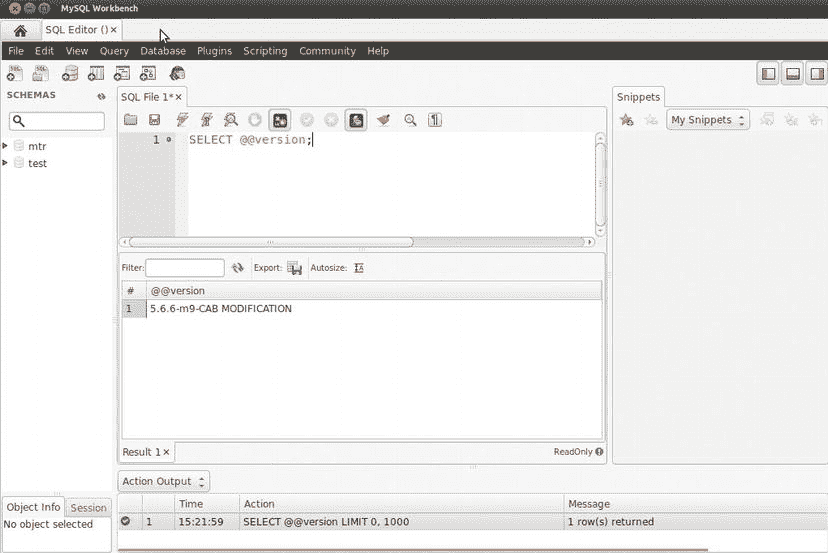 MySQL Workbench
SQL Editor ()
File Edit View Query Database Plugins Scripting Community Help
SCHEMAS
SQL File 1*
Snippets
My Snippets
1 SELECT @@version;
mtr
test
Filter: Export: Autosize:
# @@version
1 5.6.6-m9-CAB MODIFICATION
Result 1
ReadOnly
Action Output
Object Info Session
No object selected
Time Action Message
1 15:21:59 SELECT @@version LIMIT 0, 1000 1 row(s) returned